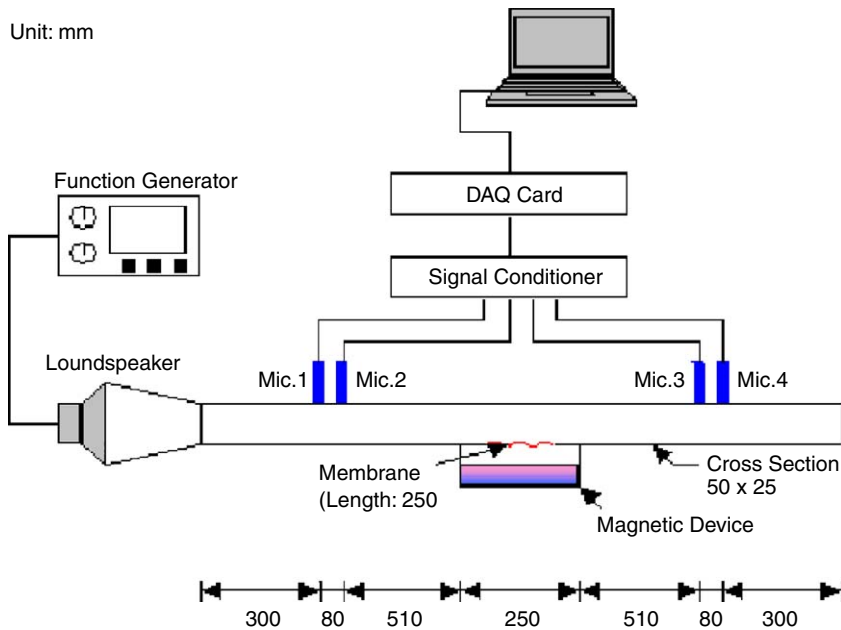 Unit: mm
Function Generator
DAQ Card
Signal Conditioner
Loundspeaker
Mic.1
Mic.2
Mic.3
Mic.4
Membrane
(Length: 250
Cross Section
50 x 25
Magnetic Device
300 80 510 250 510 80 300